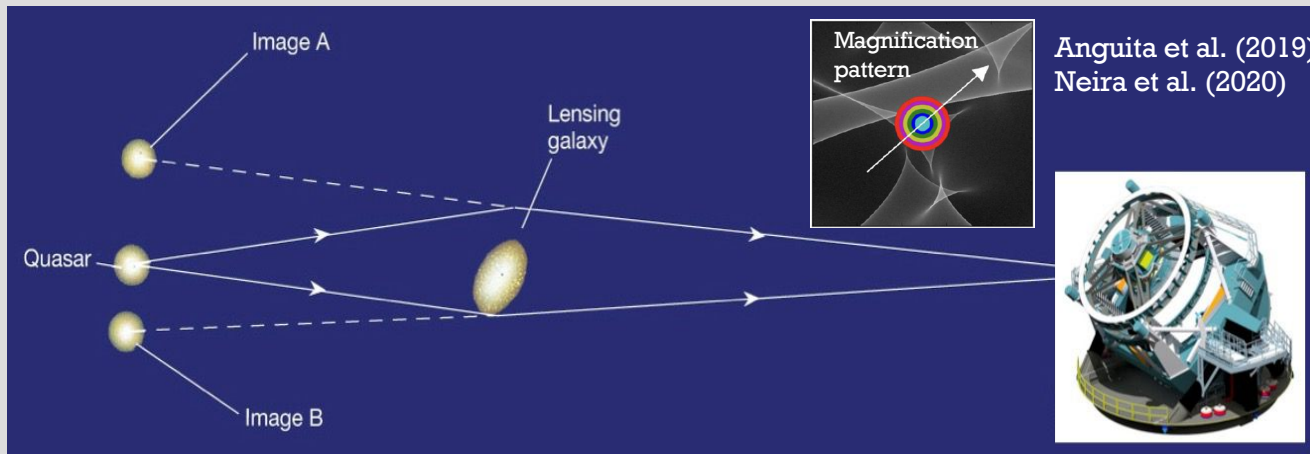 Image A
Lensing
galaxy
Quasar
Image B
Magnification
pattern
Anguita et al. (2019)
Neira et al. (2020)